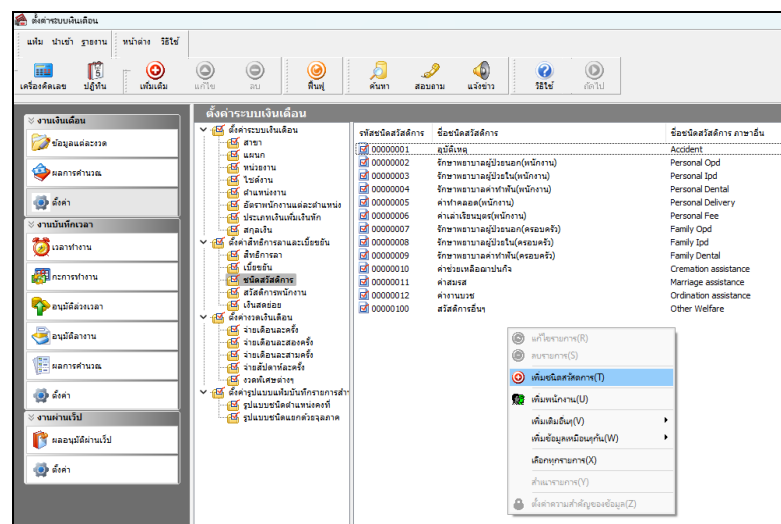 ตั้งค่าระบบเงินเดือน
แฟ้ม นำเข้า รายงาน หน้าต่าง วิธีใช้
เครื่องคิดเลข ปฏิทิน เพิ่มเติม แก้ไข ลบ ฟื้นฟู ค้นหา สอบถาม แจ้งข่าว วิธีใช้ ถัดไป
งานเงินเดือน
ข้อมูลแต่ละงวด
ผลการคำนวณ
ตั้งค่า
งานบันทึกเวลา
เวลาทำงาน
กะการทำงาน
อนุมัติล่วงเวลา
อนุมัติลางาน
ผลการคำนวณ
ตั้งค่า
งานผ่านเว็ป
ผลอนุมัติผ่านเว็ป
ตั้งค่า
ตั้งค่าระบบเงินเดือน
ตั้งค่าระบบเงินเดือน
สาขา
แผนก
หน่วยงาน
ไซต์งาน
ตำแหน่งงาน
อัตราพนักงานแต่ละตำแหน่ง
ประเภทเงินเพิ่มเงินหัก
สกุลเงิน
ตั้งค่าสิทธิการลาและเบี้ยขยัน
สิทธิการลา
เบี้ยขยัน
ชนิดสวัสดิการ
สวัสดิการพนักงาน
เงินสดย่อย
ตั้งค่างวดเงินเดือน
จ่ายเดือนละครั้ง
จ่ายเดือนละสองครั้ง
จ่ายเดือนละสามครั้ง
จ่ายสัปดาห์ละครั้ง
งวดพิเศษต่างๆ
ตั้งค่ารูปแบบแฟ้มบันทึกรายการสำ
รูปแบบชนิดตำแหน่งคงที่
รูปแบบชนิดแยกด้วยจุลภาค
รหัสชนิดสวัสดิการ ชื่อชนิดสวัสดิการ ชื่อชนิดสวัสดิการ ภาษาอื่น
00000001 อุบัติเหตุ Accident
00000002 รักษาพยาบาลผู้ป่วยนอก(พนักงาน) Personal Opd
00000003 รักษาพยาบาลผู้ป่วยใน(พนักงาน) Personal Ipd
00000004 รักษาพยาบาลค่าทำฟัน(พนักงาน) Personal Dental
00000005 ค่าทำคลอด(พนักงาน) Personal Delivery
00000006 ค่าเล่าเรียนบุตร(พนักงาน) Personal Fee
00000007 รักษาพยาบาลผู้ป่วยนอก(ครอบครัว) Family Opd
00000008 รักษาพยาบาลผู้ป่วยใน(ครอบครัว) Family Ipd
00000009 รักษาพยาบาลค่าทำฟัน(ครอบครัว) Family Dental
00000010 ค่าช่วยเหลือฌาปนกิจ Cremation assistance
00000011 ค่าสมรส Marriage assistance
00000012 ค่างานบวช Ordination assistance
00000100 สวัสดิการอื่นๆ Other Welfare
แก้ไขรายการ(R)
ลบรายการ(S)
เพิ่มชนิดสวัสดิการ(T)
เพิ่มพนักงาน(U)
เพิ่มเติมอื่นๆ(V)
เพิ่มข้อมูลเหมือนๆกัน(W)
เลือกทุกรายการ(X)
สำเนารายการ(Y)
ตั้งค่าความสำคัญของข้อมูล(Z)